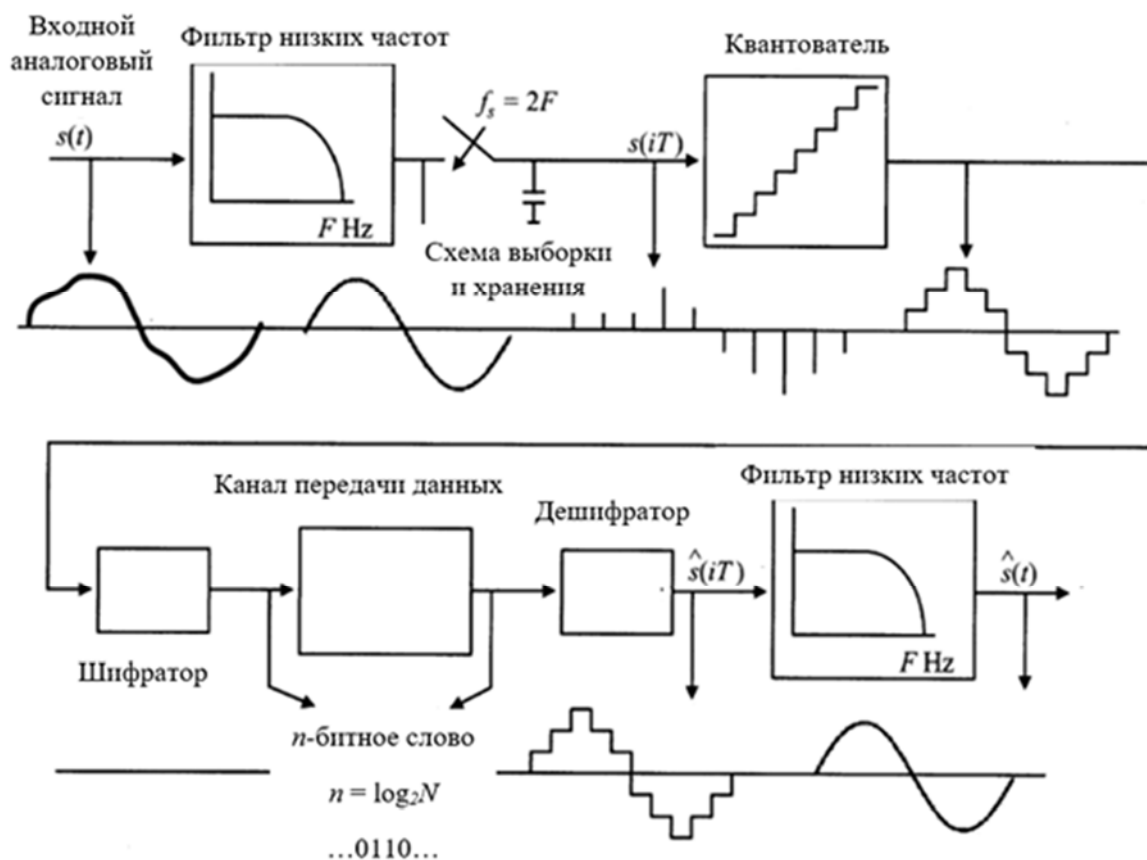 Входной
аналоговый
сигнал
s(t)
Фильтр низких частот
F Hz
f_s = 2F
Схема выборки
и хранения
s(iT)
Квантователь
Шифратор
Канал передачи данных
n-битное слово
n = log₂N
…0110…
Дешифратор
ŝ(iT)
Фильтр низких частот
F Hz
ŝ(t)